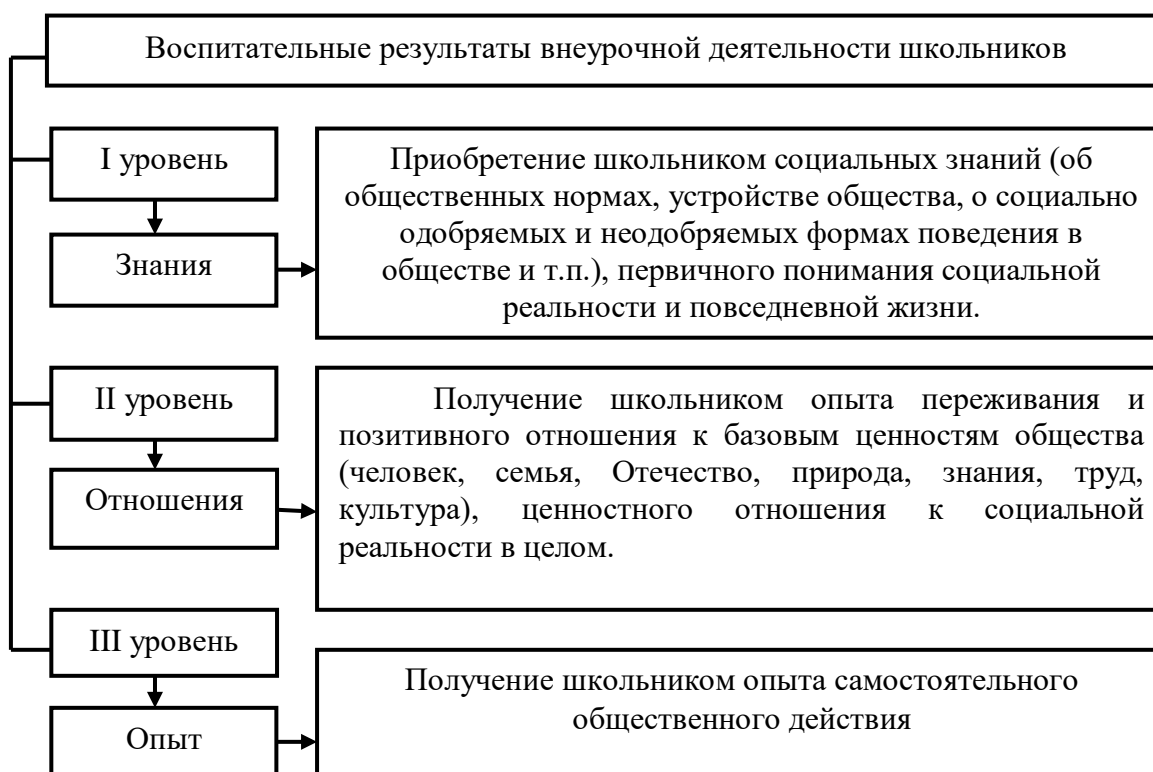 Воспитательные результаты внеурочной деятельности школьников
I уровень
Знания
Приобретение школьником социальных знаний (об
общественных нормах, устройстве общества, о социально
одобряемых и неодобряемых формах поведения в
обществе и т.п.), первичного понимания социальной
реальности и повседневной жизни.
II уровень
Отношения
Получение школьником опыта переживания и
позитивного отношения к базовым ценностям общества
(человек, семья, Отечество, природа, знания, труд,
культура), ценностного отношения к социальной
реальности в целом.
III уровень
Опыт
Получение школьником опыта самостоятельного
общественного действия